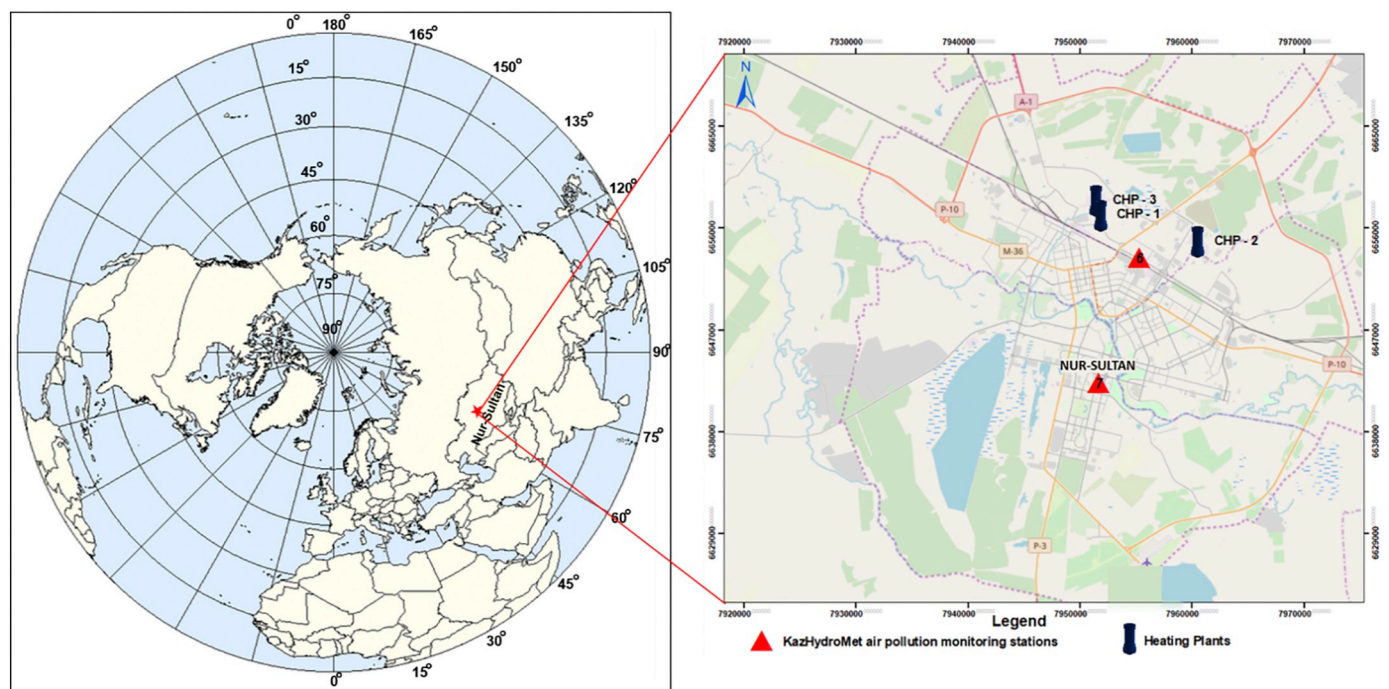 0° 180°
165°
150°
135°
120°
105°
90°
75°
60°
45°
30°
15°
0°
15°
30°
45°
60°
75°
90°
Nur-Sultan
7920000 7930000 7940000 7950000 7960000 7970000
6665000 6665000
6656000 6656000
6647000 6647000
6638000 6638000
6629000 6629000
N
A-1
P-10
CHP - 3
CHP - 1
CHP - 2
M-36
6
P-10
NUR-SULTAN
7
P-3
7920000 7930000 7940000 7950000 7960000 7970000
Legend
KazHydroMet air pollution monitoring stations
Heating Plants